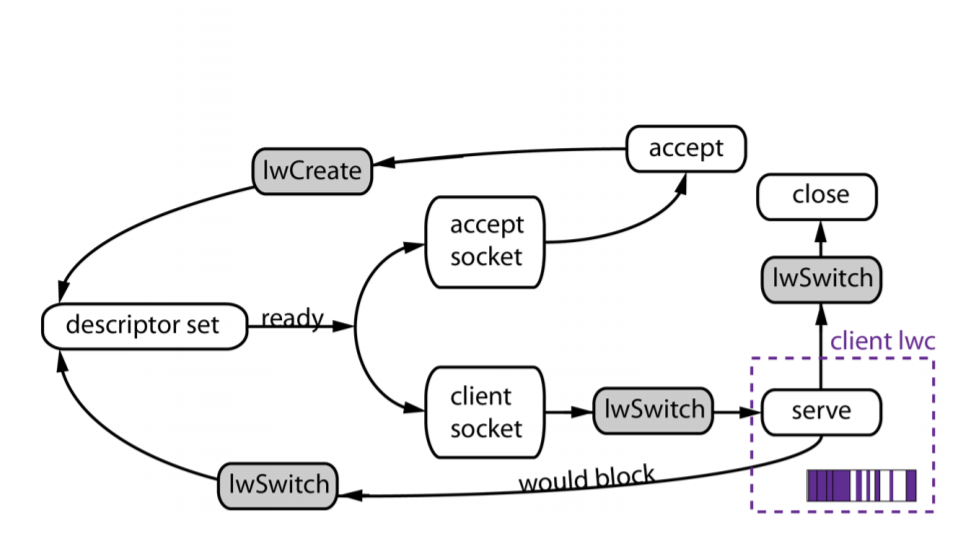 accept
lwCreate
close
accept
socket
lwSwitch
descriptor set
ready
client lwc
client
socket
lwSwitch
serve
would block
lwSwitch